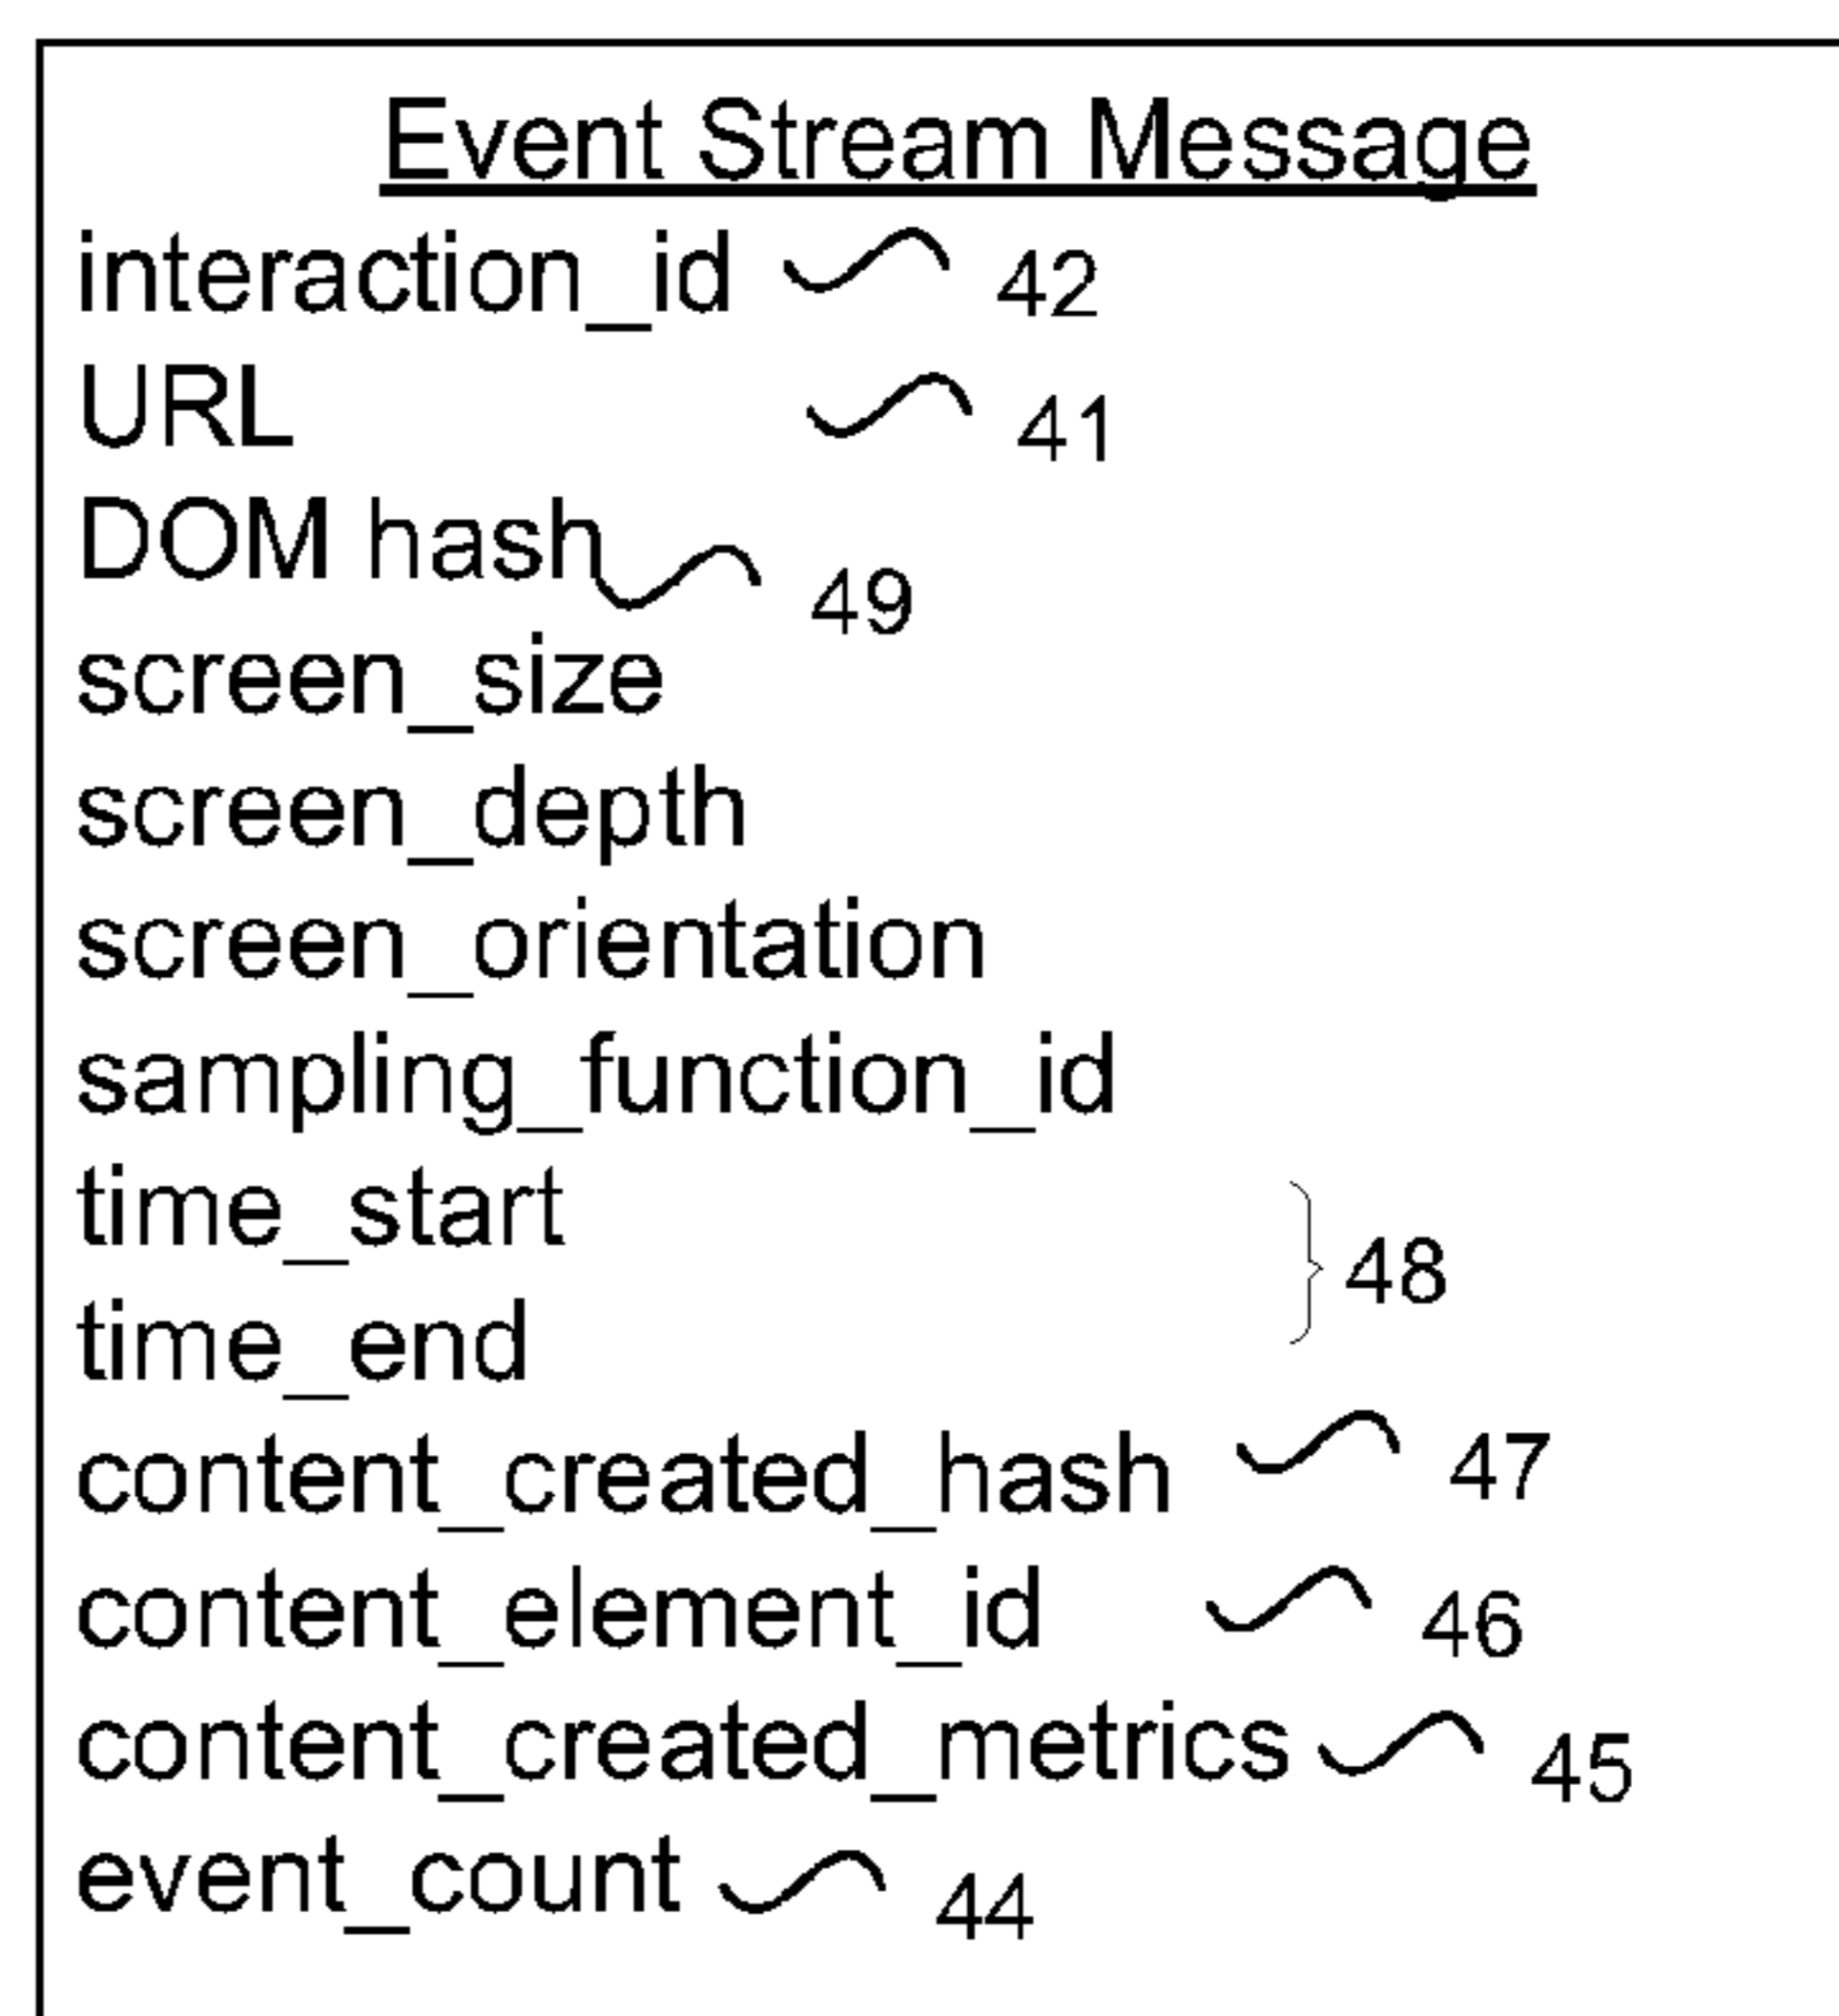 Event Stream Message
interaction_id 42
URL 41
DOM hash 49
screen_size
screen_depth
screen_orientation
sampling_function_id
time_start
48
time_end
content_created_hash 47
content_element_id 46
content_created_metrics 45
event_count 44